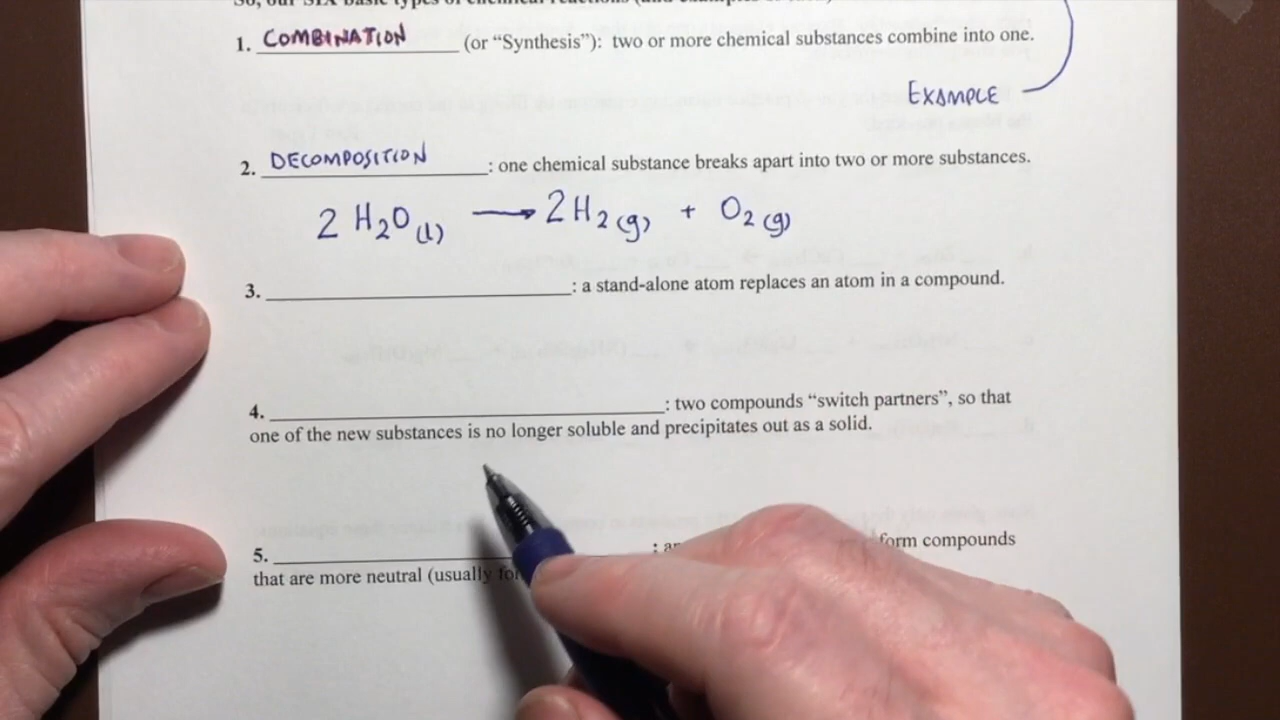 So, our SIX basic types of chemical reactions (and examples of each)
1. COMBINATION (or “Synthesis”): two or more chemical substances combine into one.
EXAMPLE
2. DECOMPOSITION : one chemical substance breaks apart into two or more substances.
2 H2O (l) → 2 H2 (g) + O2 (g)
3. : a stand-alone atom replaces an atom in a compound.
4. : two compounds “switch partners”, so that
one of the new substances is no longer soluble and precipitates out as a solid.
5. : form compounds
that are more neutral (usually